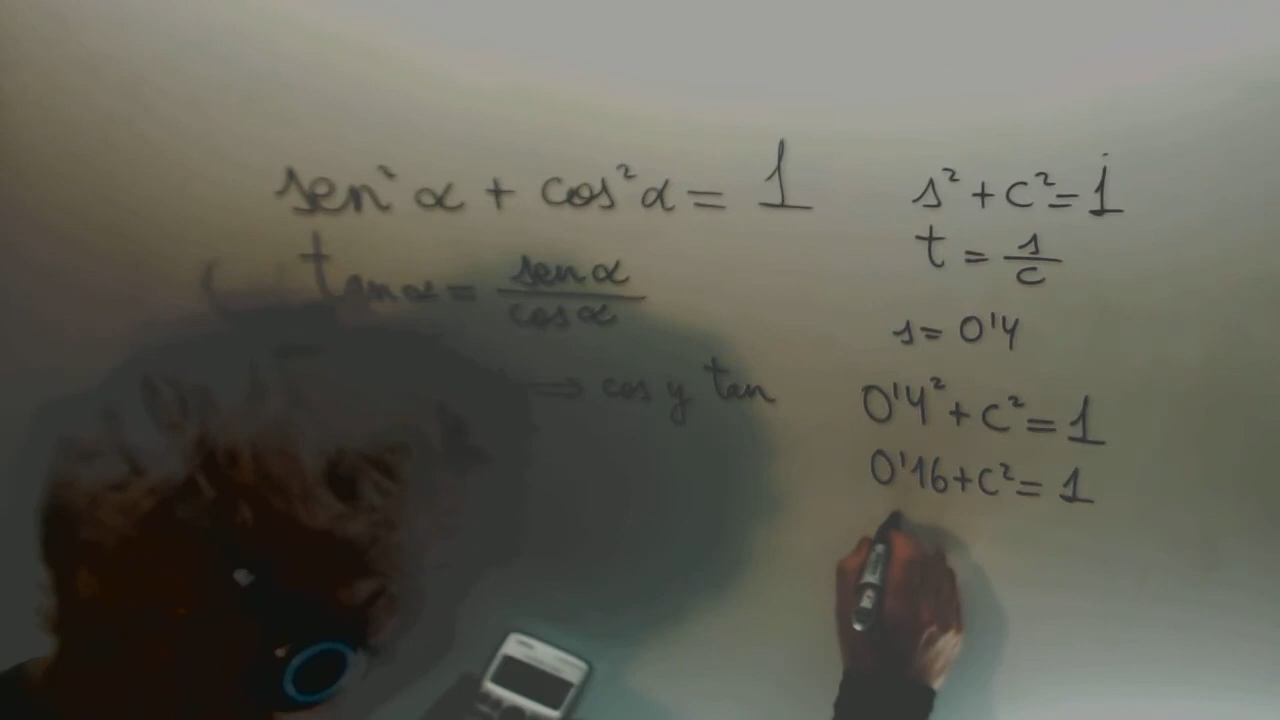 sen² α + cos² α = 1
tan α = sen α / cos α
⇒ cos y tan
s² + c² = 1
t = s / c
s = 0'4
0'4² + c² = 1
0'16 + c² = 1